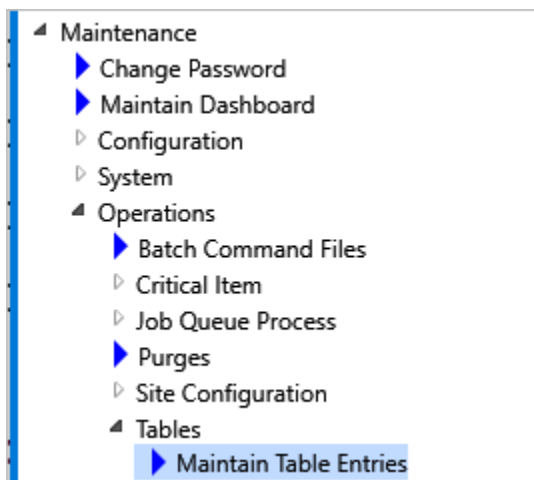 Maintenance
Change Password
Maintain Dashboard
Configuration
System
Operations
Batch Command Files
Critical Item
Job Queue Process
Purges
Site Configuration
Tables
Maintain Table Entries